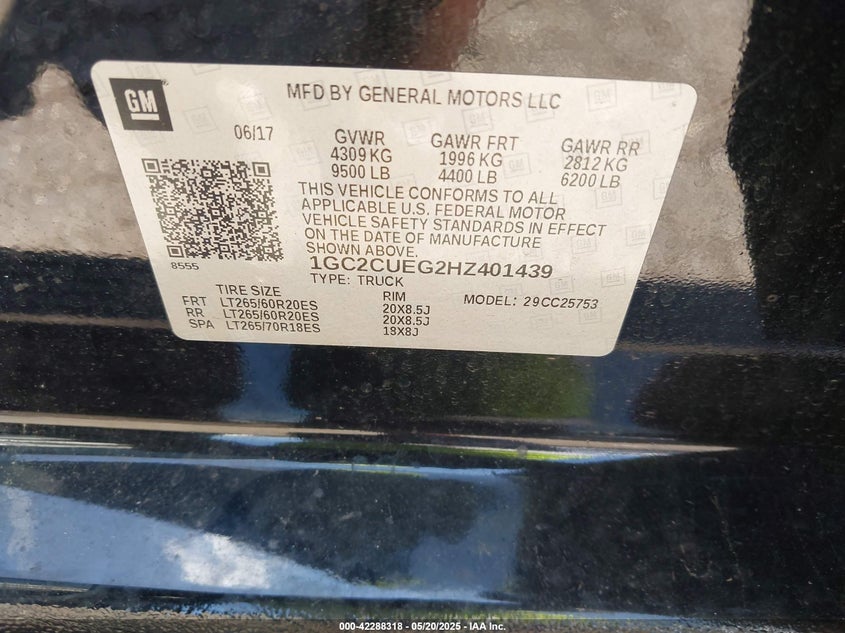 GM
MFD BY GENERAL MOTORS LLC
06/17 GVWR GAWR FRT GAWR RR
4309 KG 1996 KG 2812 KG
9500 LB 4400 LB 6200 LB
THIS VEHICLE CONFORMS TO ALL
APPLICABLE U.S. FEDERAL MOTOR
VEHICLE SAFETY STANDARDS IN EFFECT
ON THE DATE OF MANUFACTURE
SHOWN ABOVE.
8555
1GC2CUEG2HZ401439
TYPE: TRUCK
TIRE SIZE RIM MODEL: 29CC25753
FRT LT265/60R20ES 20X8.5J
RR LT265/60R20ES 20X8.5J
SPA LT265/70R18ES 18X8J
000-42288318 - 05/20/2025 - IAA Inc.